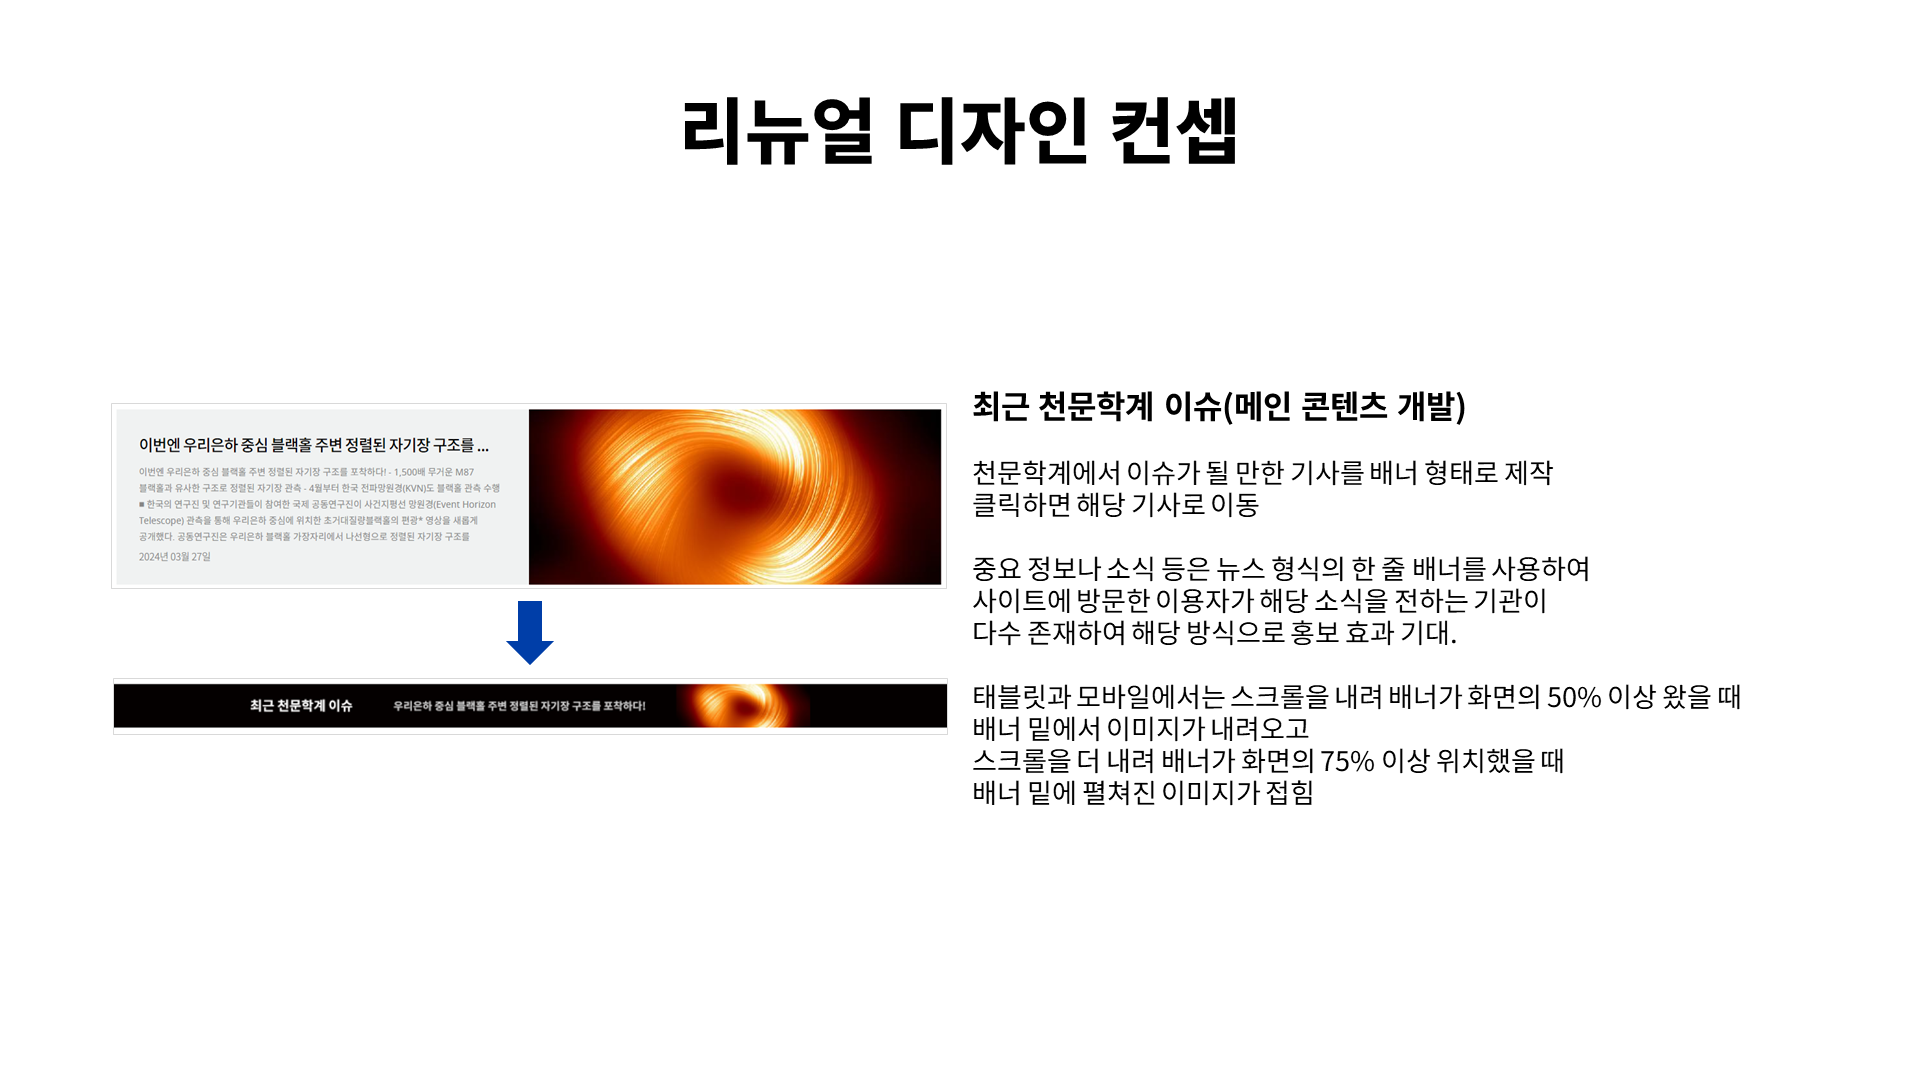 리뉴얼 디자인 컨셉
이번엔 우리은하 중심 블랙홀 주변 정렬된 자기장 구조를 ...
이번엔 우리은하 중심 블랙홀 주변 정렬된 자기장 구조를 포착하다! - 1,500배 무거운 M87
블랙홀과 유사한 구조로 정렬된 자기장 관측 - 4월부터 한국 전파망원경(KVN)도 블랙홀 관측 수행
■ 한국의 연구진 및 연구기관들이 참여한 국제 공동연구진이 사건지평선 망원경(Event Horizon
Telescope) 관측을 통해 우리은하 중심에 위치한 초거대질량블랙홀의 편광* 영상을 새롭게
공개했다. 공동연구진은 우리은하 블랙홀 가장자리에서 나선형으로 정렬된 자기장 구조를
2024년 03월 27일
최근 천문학계 이슈 우리은하 중심 블랙홀 주변 정렬된 자기장 구조를 포착하다!
최근 천문학계 이슈(메인 콘텐츠 개발)
천문학계에서 이슈가 될 만한 기사를 배너 형태로 제작
클릭하면 해당 기사로 이동
중요 정보나 소식 등은 뉴스 형식의 한 줄 배너를 사용하여
사이트에 방문한 이용자가 해당 소식을 전하는 기관이
다수 존재하여 해당 방식으로 홍보 효과 기대.
태블릿과 모바일에서는 스크롤을 내려 배너가 화면의 50% 이상 왔을 때
배너 밑에서 이미지가 내려오고
스크롤을 더 내려 배너가 화면의 75% 이상 위치했을 때
배너 밑에 펼쳐진 이미지가 접힘